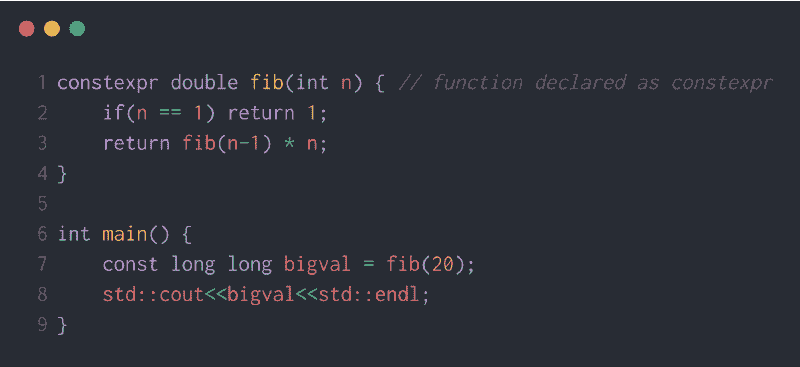 1 constexpr double fib(int n) { // function declared as constexpr
2     if(n == 1) return 1;
3     return fib(n-1) * n;
4 }
5
6 int main() {
7     const long long bigval = fib(20);
8     std::cout<<bigval<<std::endl;
9 }